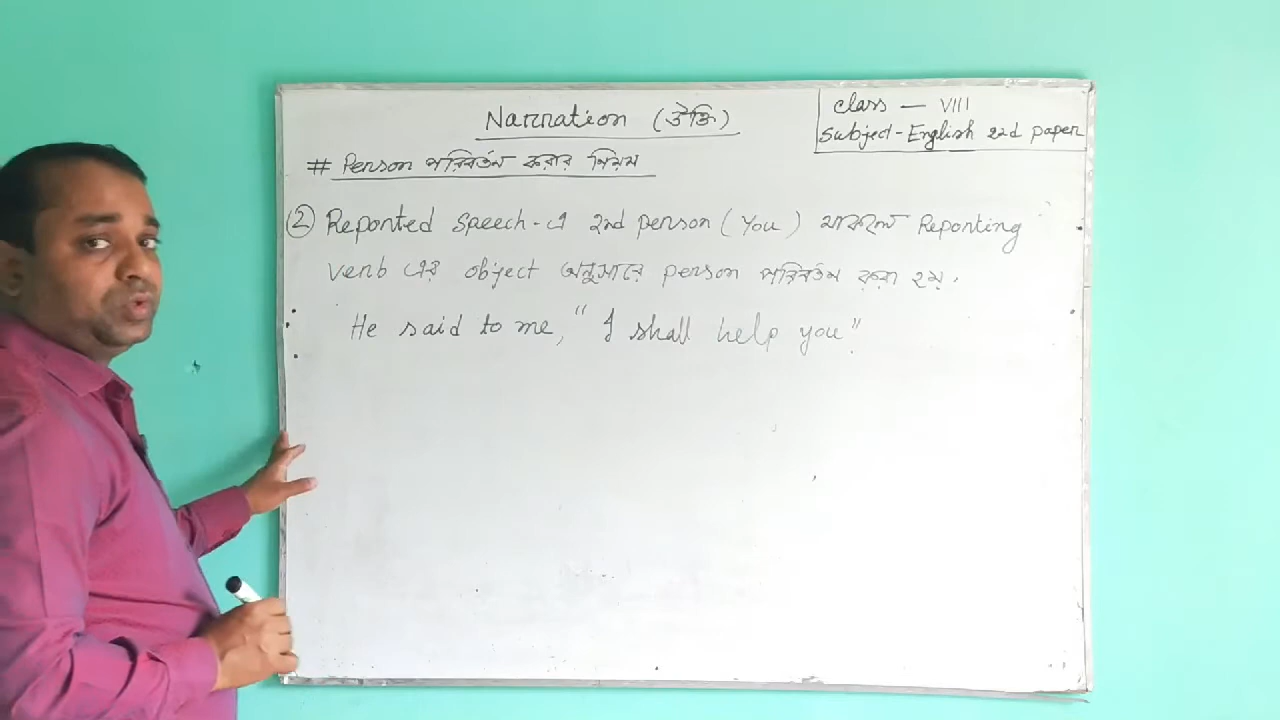 Narration (উক্তি)
Class — VIII
Subject-English 2nd paper
# Person পরিবর্তন করার নিয়ম
② Reported speech-এ 2nd person (You) থাকলে Reporting
verb এর object অনুসারে person পরিবর্তন করা হয়.
He said to me, "I shall help you".